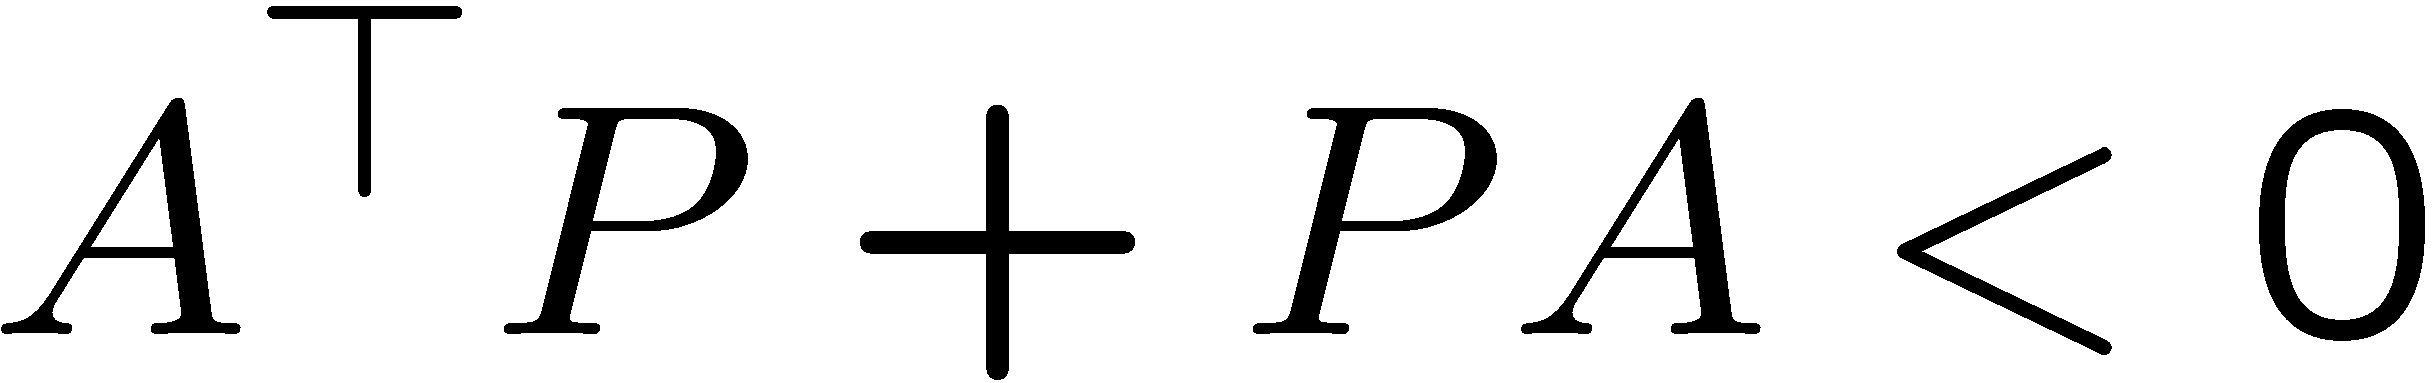 A⊤P + PA < 0